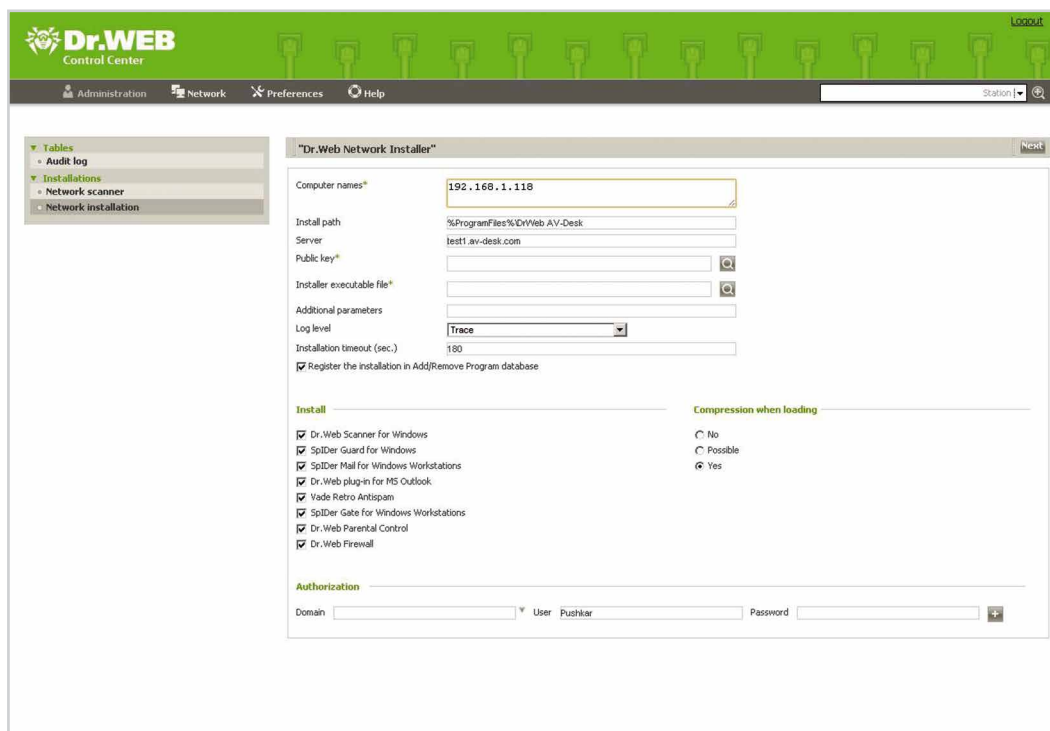 Logout
Dr.WEB
Control Center
Administration Network Preferences Help Station
Tables
Audit log
Installations
Network scanner
Network installation
"Dr.Web Network Installer" Next
Computer names* 192.168.1.118
Install path %ProgramFiles%\DrWeb AV-Desk
Server test1.av-desk.com
Public key*
Installer executable file*
Additional parameters
Log level Trace
Installation timeout (sec.) 180
Register the installation in Add/Remove Program database
Install Compression when loading
Dr.Web Scanner for Windows No
SpIDer Guard for Windows Possible
SpIDer Mail for Windows Workstations Yes
Dr.Web plug-in for MS Outlook
Vade Retro Antispam
SpIDer Gate for Windows Workstations
Dr.Web Parental Control
Dr.Web Firewall
Authorization
Domain User Pushkar Password